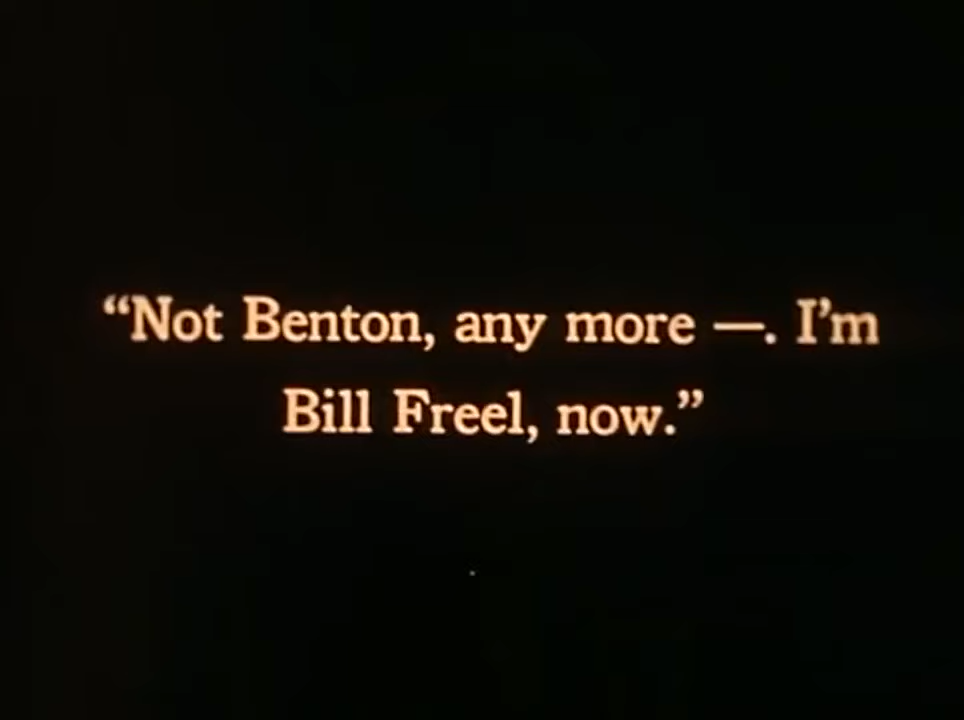 “Not Benton, any more —. I’m
Bill Freel, now.”